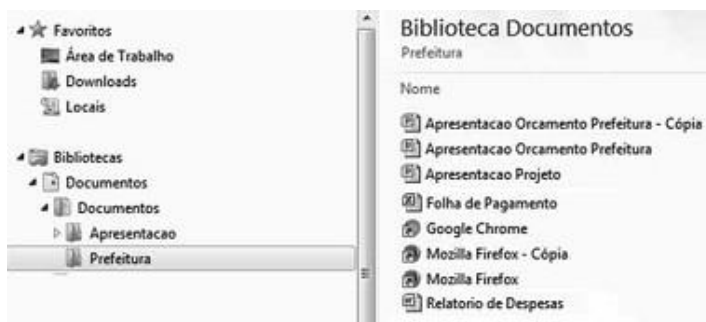 Favoritos
Área de Trabalho
Downloads
Locais
Bibliotecas
Documentos
Documentos
Apresentacao
Prefeitura
Biblioteca Documentos
Prefeitura
Nome
Apresentacao Orcamento Prefeitura - Cópia
Apresentacao Orcamento Prefeitura
Apresentacao Projeto
Folha de Pagamento
Google Chrome
Mozilla Firefox - Cópia
Mozilla Firefox
Relatorio de Despesas